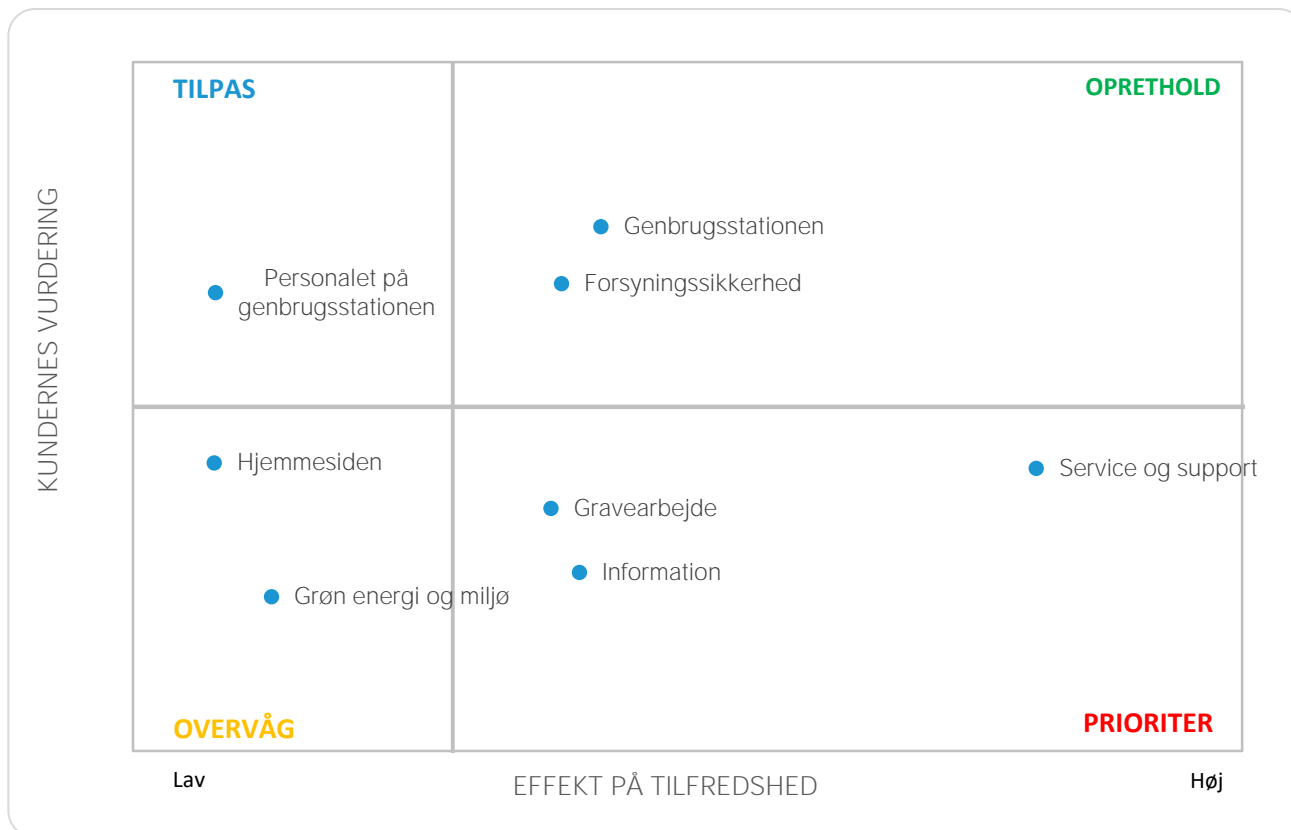 TILPAS
OPRETHOLD
KUNDERNES VURDERING
Genbrugsstationen
Personalet på
genbrugsstationen
Forsyningssikkerhed
Hjemmesiden
Service og support
Gravearbejde
Information
Grøn energi og miljø
OVERVÅG
PRIORITER
Lav
EFFEKT PÅ TILFREDSHED
Høj